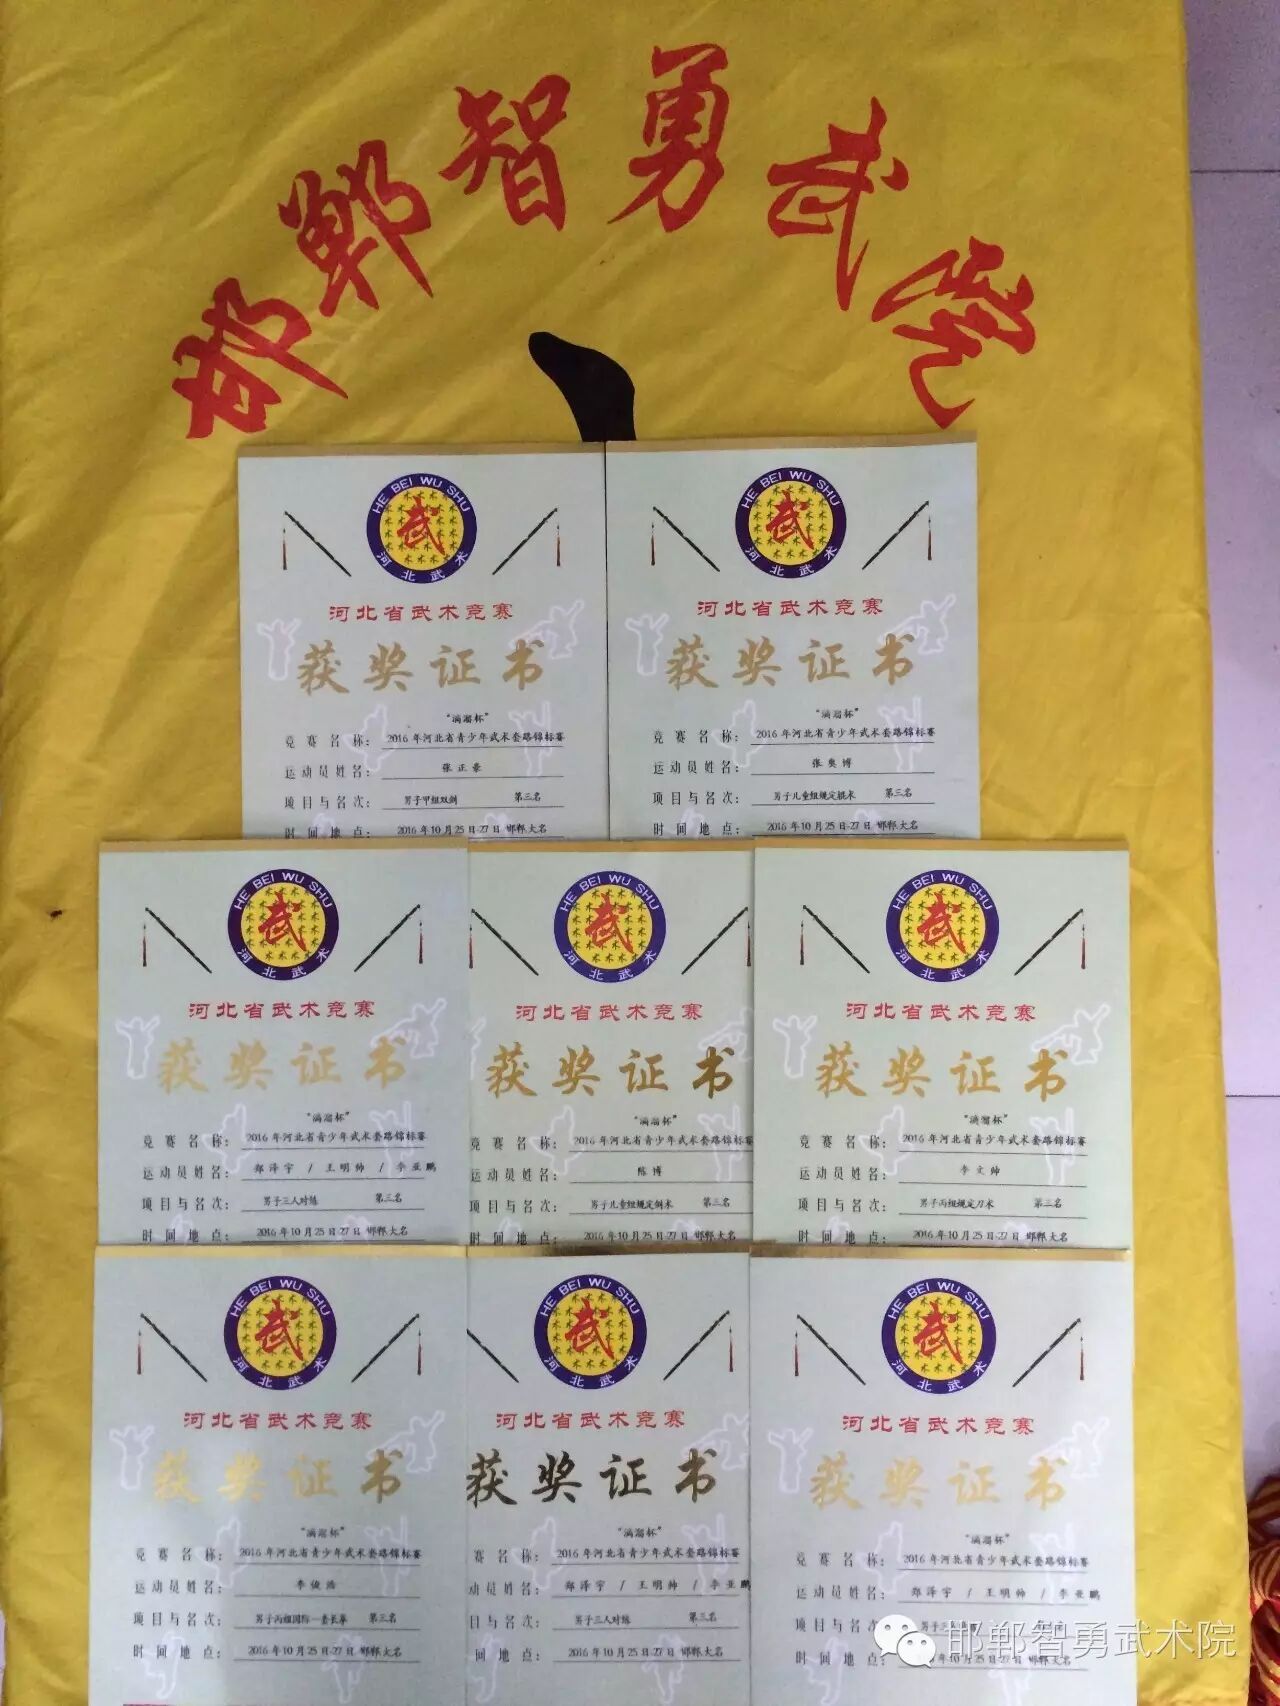 邯郸智勇武术院
HE BEI WU SHU
武
河北武术
河北省武术竞赛
获奖证书
"满溜杯"
竞赛名称: 2016年河北省青少年武术套路锦标赛
运动员姓名: 张正豪
项目与名次: 男子甲组双剑 第三名
时间地点: 2016年10月25日-27日 邯郸大名
HE BEI WU SHU
武
河北武术
河北省武术竞赛
获奖证书
"满溜杯"
竞赛名称: 2016年河北省青少年武术套路锦标赛
运动员姓名: 张奥博
项目与名次: 男子儿童组规定棍术 第三名
时间地点: 2016年10月25日-27日 邯郸大名
HE BEI WU SHU
武
河北武术
河北省武术竞赛
获奖证书
"满溜杯"
竞赛名称: 2016年河北省青少年武术套路锦标赛
运动员姓名: 郑泽宇 / 王明帅 / 李亚鹏
项目与名次: 男子三人对练 第三名
时间地点: 2016年10月25日-27日 邯郸大名
HE BEI WU SHU
武
河北武术
河北省武术竞赛
获奖证书
"满溜杯"
竞赛名称: 2016年河北省青少年武术套路锦标赛
运动员姓名: 陈博
项目与名次: 男子儿童组规定剑术 第三名
时间地点: 2016年10月25日-27日 邯郸大名
HE BEI WU SHU
武
河北武术
河北省武术竞赛
获奖证书
"满溜杯"
竞赛名称: 2016年河北省青少年武术套路锦标赛
运动员姓名: 李文帅
项目与名次: 男子丙组规定刀术 第三名
时间地点: 2016年10月25日-27日 邯郸大名
HE BEI WU SHU
武
河北武术
河北省武术竞赛
获奖证书
"满溜杯"
竞赛名称: 2016年河北省青少年武术套路锦标赛
运动员姓名: 李俊浩
项目与名次: 男子丙组国际一套长拳 第三名
时间地点: 2016年10月25日-27日 邯郸大名
HE BEI WU SHU
武
河北武术
河北省武术竞赛
获奖证书
"满溜杯"
赛名称: 2016年河北省青少年武术套路锦标赛
动员姓名: 郑泽宇 / 王明帅 / 李亚鹏
目与名次: 男子三人对练 第三名
间地点: 2016年10月25日-27日 邯郸大名
HE BEI WU SHU
武
河北武术
河北省武术竞赛
获奖证书
"满溜杯"
竞赛名称: 2016年河北省青少年武术套路锦标赛
运动员姓名: 郑泽宇 / 王明帅 / 李亚鹏
项目与名次: 男子三
时间地点: 年10月25日-27日 邯郸大名
邯郸智勇武术院